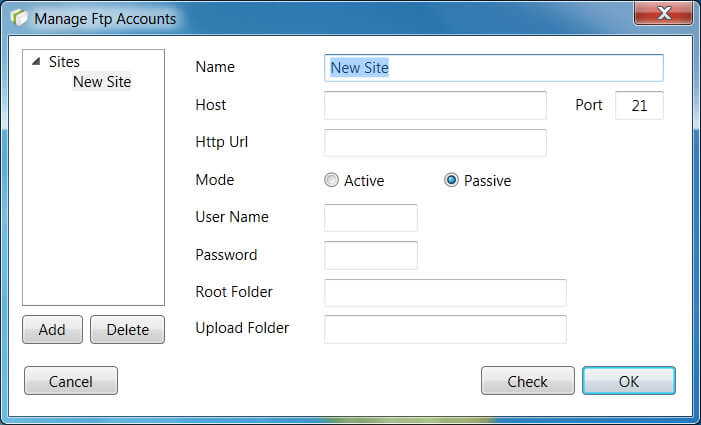 Manage Ftp Accounts
Sites
New Site
Name New Site
Host Port 21
Http Url
Mode Active Passive
User Name
Password
Root Folder
Upload Folder
Add Delete
Cancel Check OK